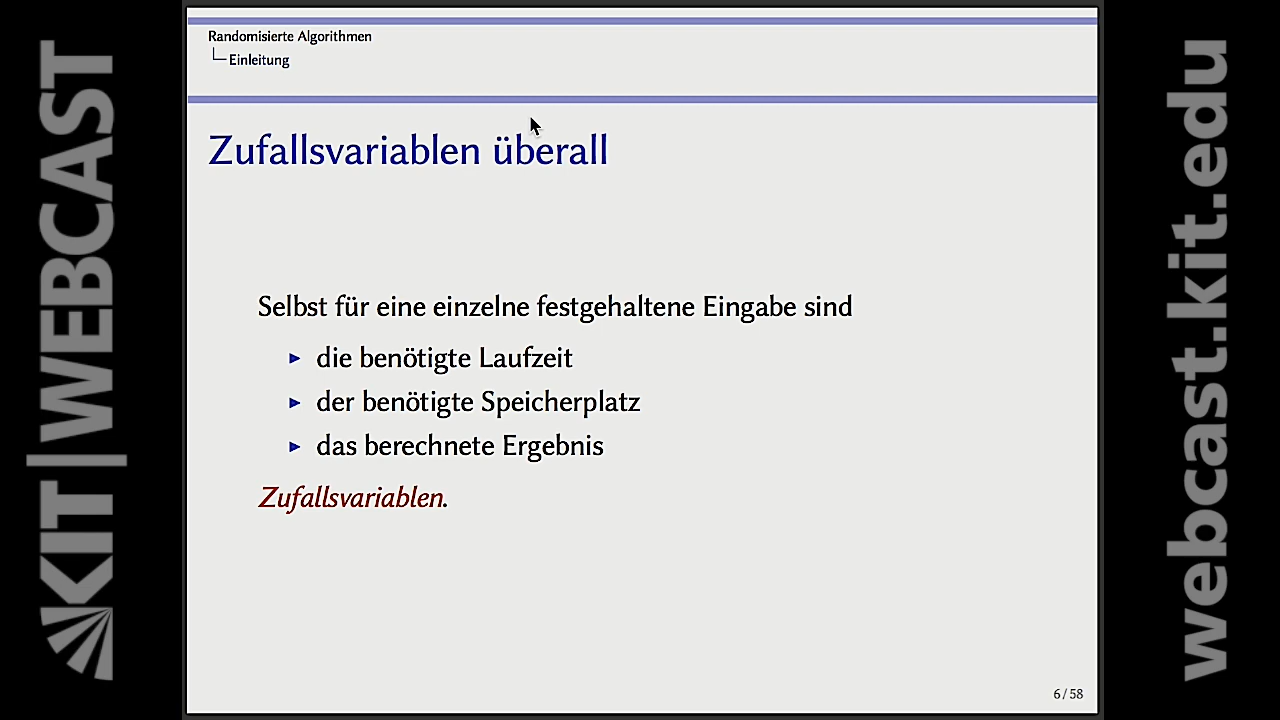 Randomisierte Algorithmen
Einleitung
Zufallsvariablen überall
Selbst für eine einzelne festgehaltene Eingabe sind
► die benötigte Laufzeit
► der benötigte Speicherplatz
► das berechnete Ergebnis
Zufallsvariablen.
6 / 58
KIT|WEBCAST
webcast.kit.edu